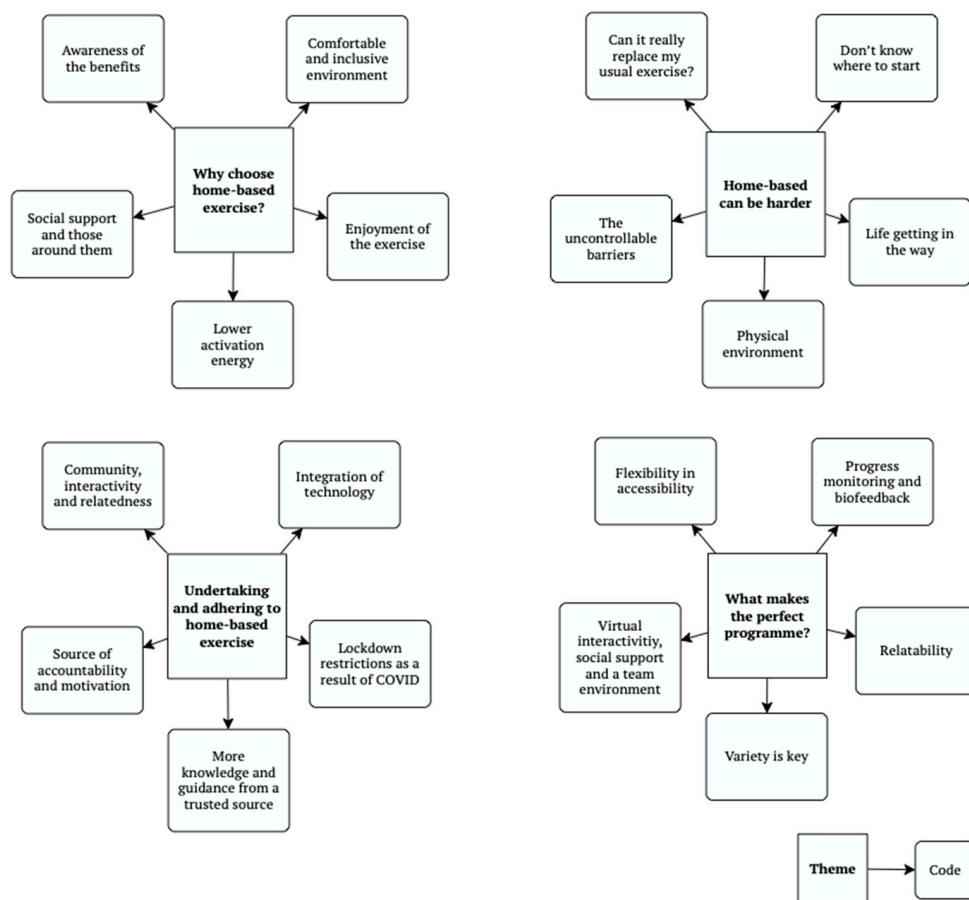 Awareness of
the benefits
Comfortable
and inclusive
environment
Why choose
home-based
exercise?
Social support
and those
around them
Enjoyment of
the exercise
Lower
activation
energy
Can it really
replace my
usual exercise?
Don't know
where to start
Home-based
can be harder
The
uncontrollable
barriers
Life getting in
the way
Physical
environment
Community,
interactivity
and relatedness
Integration of
technology
Undertaking
and adhering to
home-based
exercise
Source of
accountability
and motivation
Lockdown
restrictions as a
result of COVID
More
knowledge and
guidance from a
trusted source
Flexibility in
accessibility
Progress
monitoring and
biofeedback
What makes
the perfect
programme?
Virtual
interactivitiy,
social support
and a team
environment
Relatability
Variety is key
Theme
Code